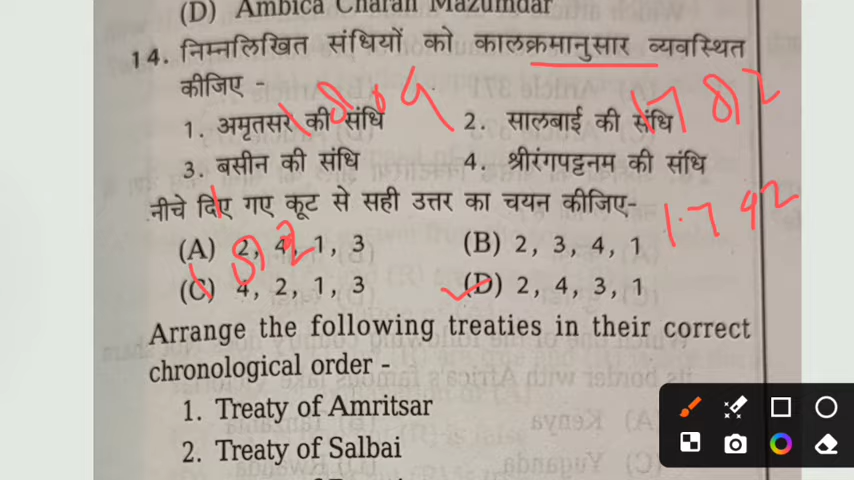 (D) Ambica Charan Mazumdar
14. निम्नलिखित संधियों को कालक्रमानुसार व्यवस्थित
कीजिए -
1. अमृतसर की संधि 2. सालबाई की संधि
3. बसीन की संधि 4. श्रीरंगपट्टनम की संधि
नीचे दिए गए कूट से सही उत्तर का चयन कीजिए-
(A) 2, 4, 1, 3 (B) 2, 3, 4, 1
(C) 4, 2, 1, 3 (D) 2, 4, 3, 1
1809
1782
1792
1802
Arrange the following treaties in their correct
chronological order -
1. Treaty of Amritsar
2. Treaty of Salbai